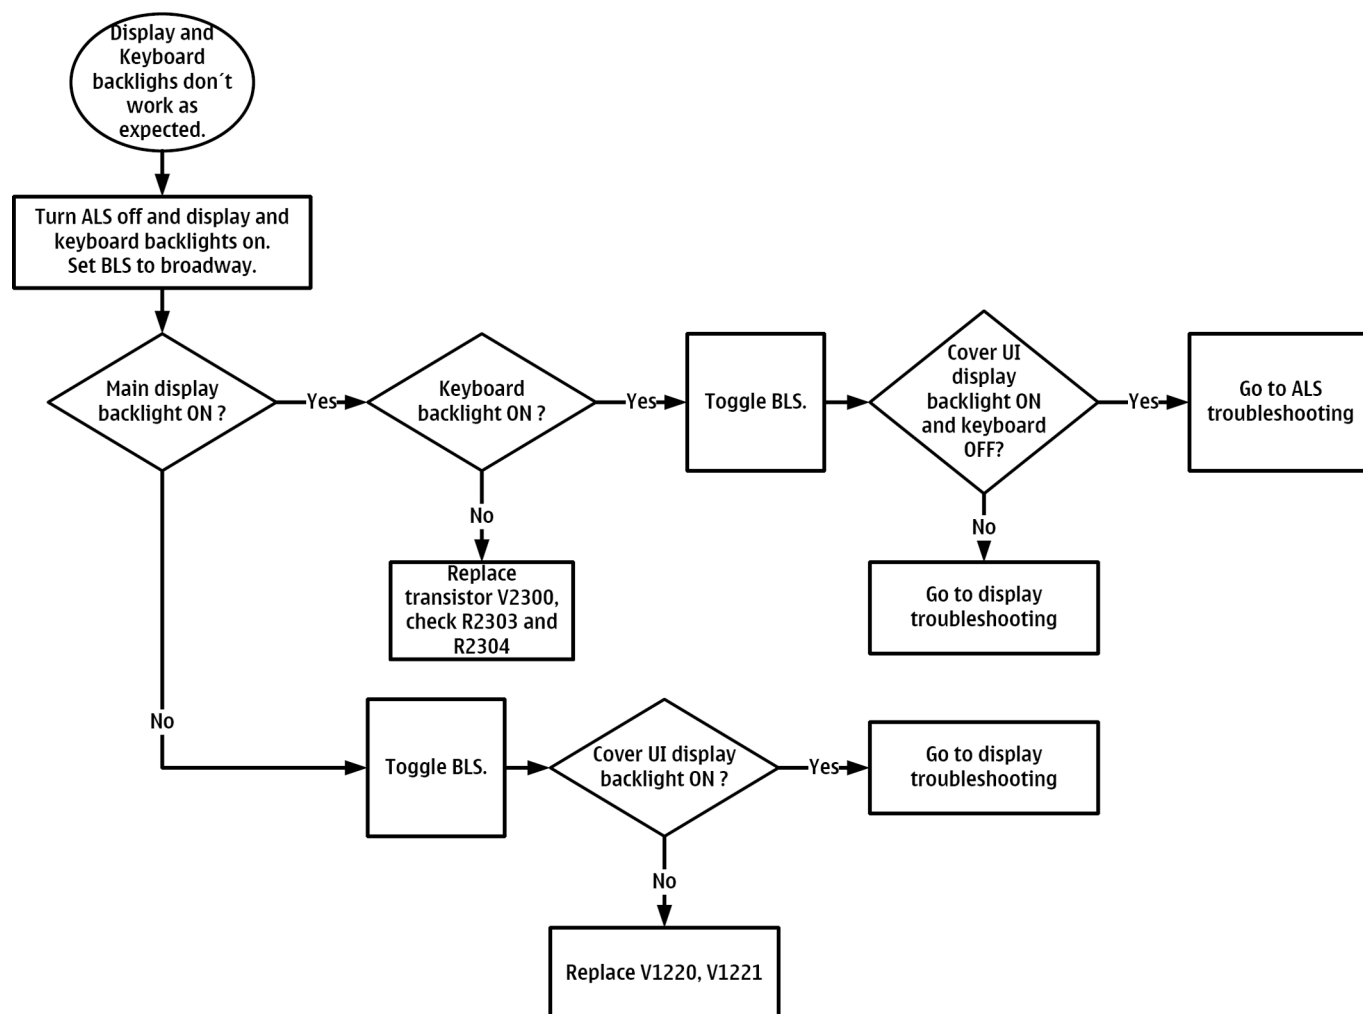 Display and
Keyboard
backlighs don´t
work as
expected.
Turn ALS off and display and
keyboard backlights on.
Set BLS to broadway.
Main display
backlight ON ?
Yes
Keyboard
backlight ON ?
Yes
Toggle BLS.
Cover UI
display
backlight ON
and keyboard
OFF?
Yes
Go to ALS
troubleshooting
No
Replace
transistor V2300,
check R2303 and
R2304
No
Go to display
troubleshooting
No
Toggle BLS.
Cover UI display
backlight ON ?
Yes
Go to display
troubleshooting
No
Replace V1220, V1221